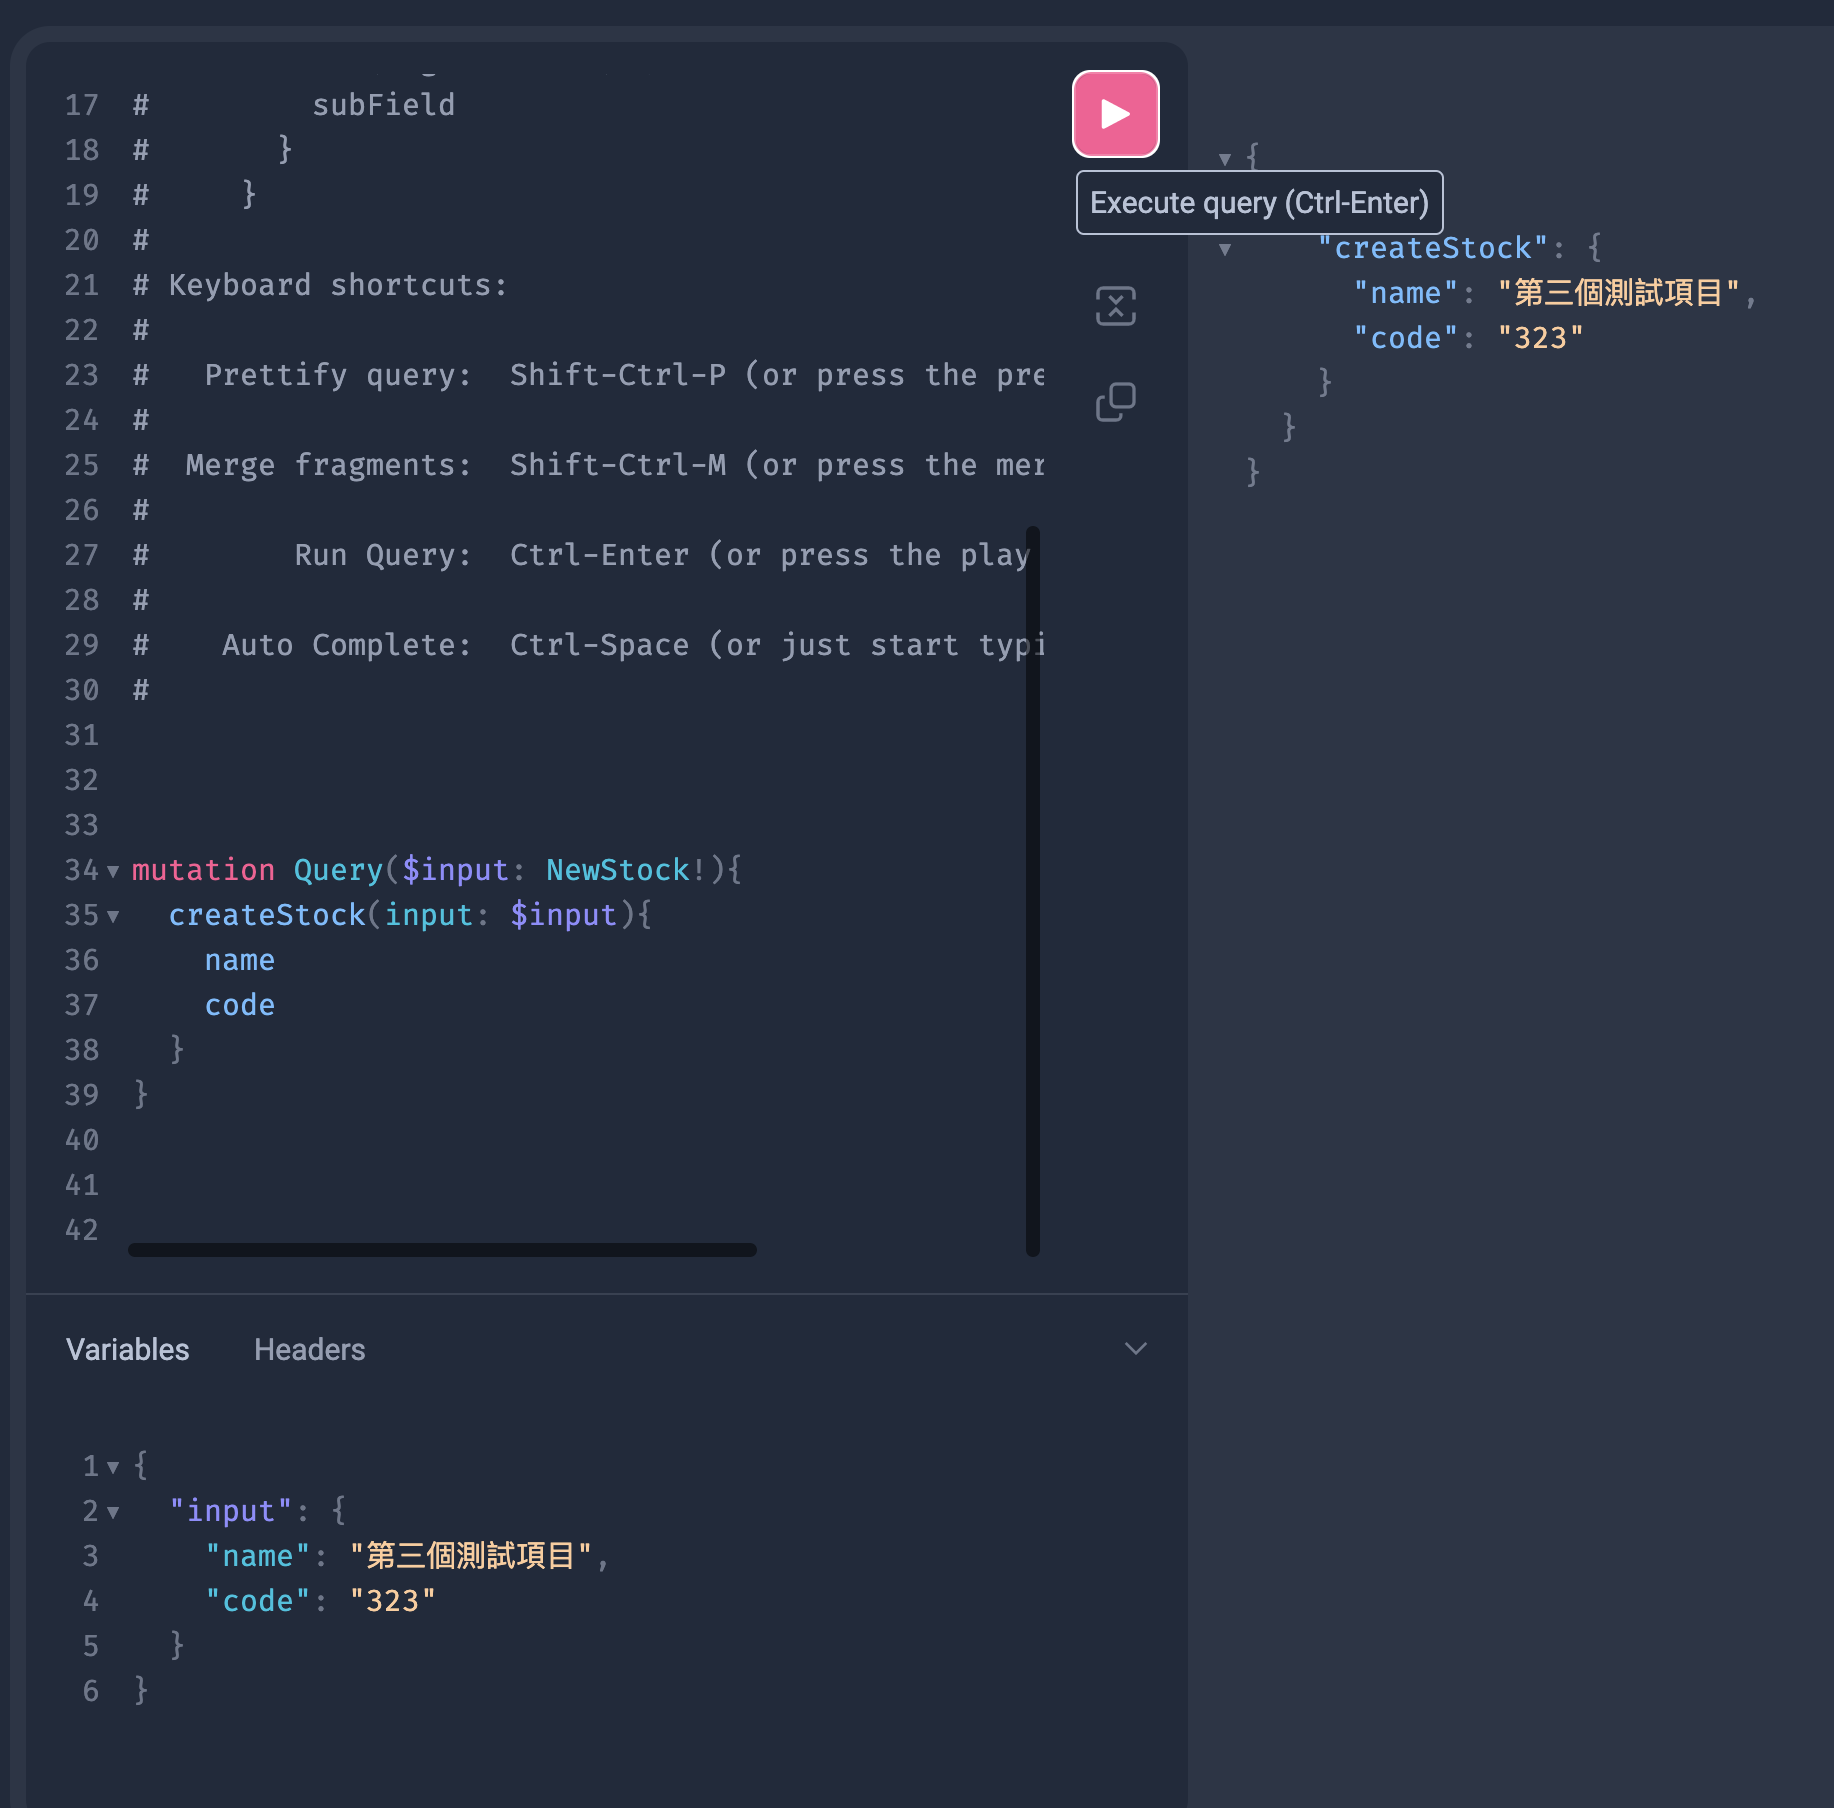 17 #         subField
18 #       }
19 #     }
20 #
21 # Keyboard shortcuts:
22 #
23 #   Prettify query:  Shift-Ctrl-P (or press the pre
24 #
25 #  Merge fragments:  Shift-Ctrl-M (or press the mer
26 #
27 #        Run Query:  Ctrl-Enter (or press the play
28 #
29 #    Auto Complete:  Ctrl-Space (or just start typi
30 #
31
32
33
34 mutation Query($input: NewStock!){
35   createStock(input: $input){
36     name
37     code
38   }
39 }
40
41
42
Execute query (Ctrl-Enter)
{
"createStock": {
"name": "第三個測試項目",
"code": "323"
}
}
}
Variables Headers
1 {
2   "input": {
3     "name": "第三個測試項目",
4     "code": "323"
5   }
6 }